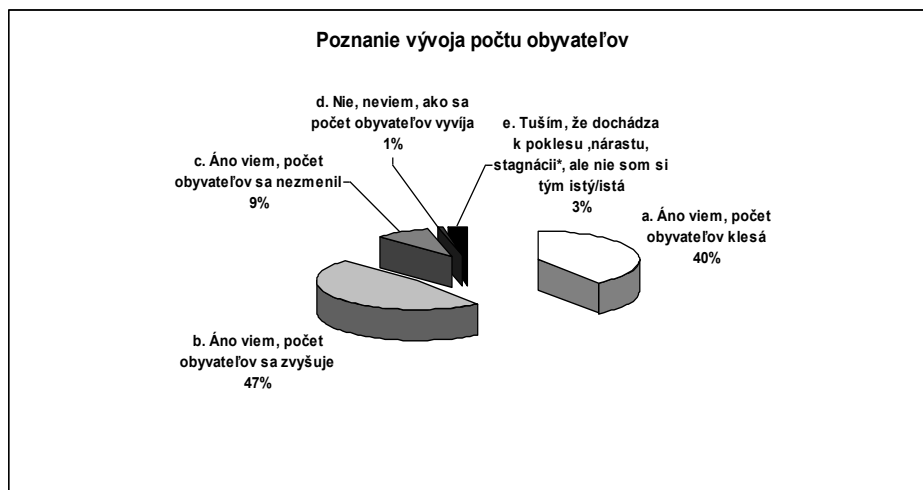 Poznanie vývoja počtu obyvateľov
d. Nie, neviem, ako sa
počet obyvateľov vyvíja
1%
e. Tuším, že dochádza
k poklesu ,nárastu,
stagnácii*, ale nie som si
tým istý/istá
3%
c. Áno viem, počet
obyvateľov sa nezmenil
9%
a. Áno viem, počet
obyvateľov klesá
40%
b. Áno viem, počet
obyvateľov sa zvyšuje
47%